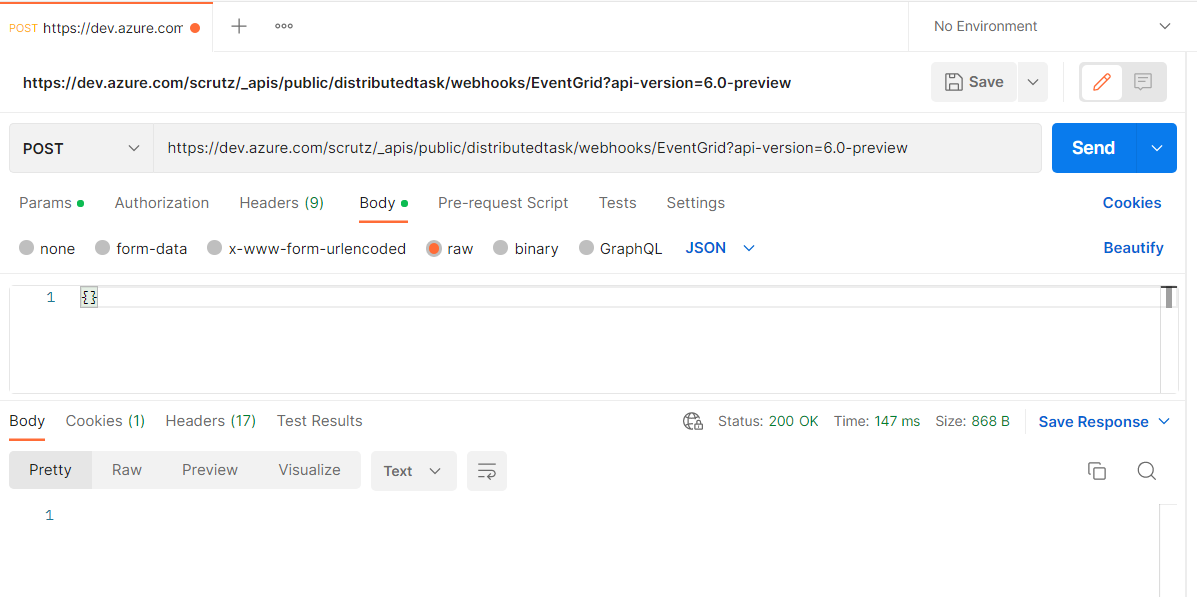 POST https://dev.azure.com No Environment
https://dev.azure.com/scrutz/_apis/public/distributedtask/webhooks/EventGrid?api-version=6.0-preview Save
POST https://dev.azure.com/scrutz/_apis/public/distributedtask/webhooks/EventGrid?api-version=6.0-preview Send
Params Authorization Headers (9) Body Pre-request Script Tests Settings Cookies
none form-data x-www-form-urlencoded raw binary GraphQL JSON Beautify
1 {}
Body Cookies (1) Headers (17) Test Results Status: 200 OK Time: 147 ms Size: 868 B Save Response
Pretty Raw Preview Visualize Text
1